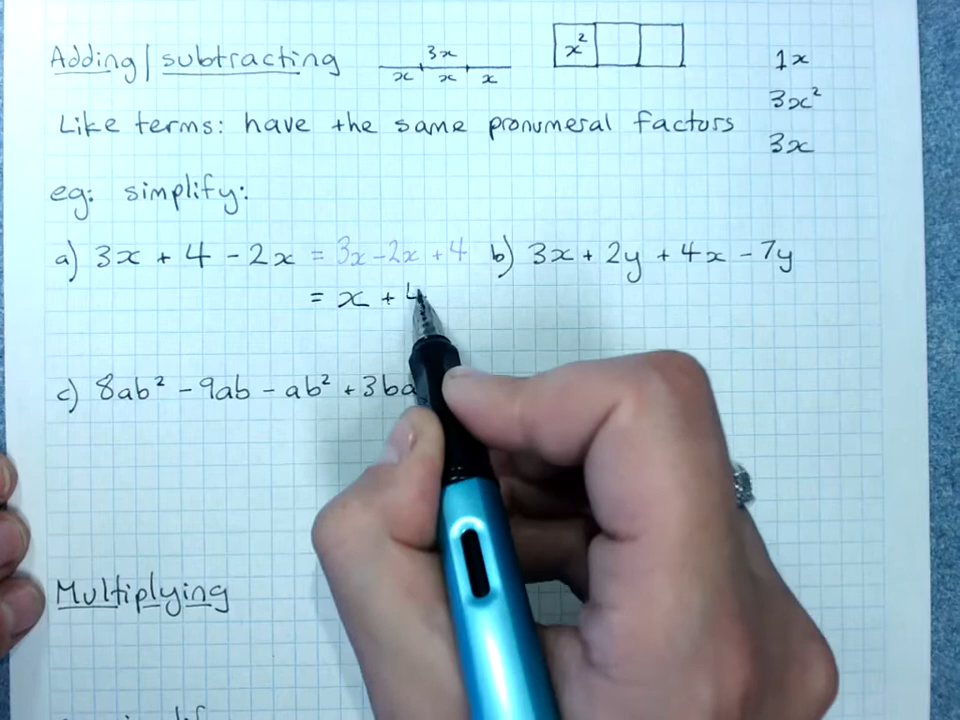 Adding/subtracting
3x
x x x
x²
1x
3x²
3x
Like terms: have the same pronumeral factors
eg: simplify:
a) 3x + 4 - 2x = 3x - 2x + 4
= x + 4
b) 3x + 2y + 4x - 7y
c) 8ab² - 9ab - ab² + 3ba
Multiplying